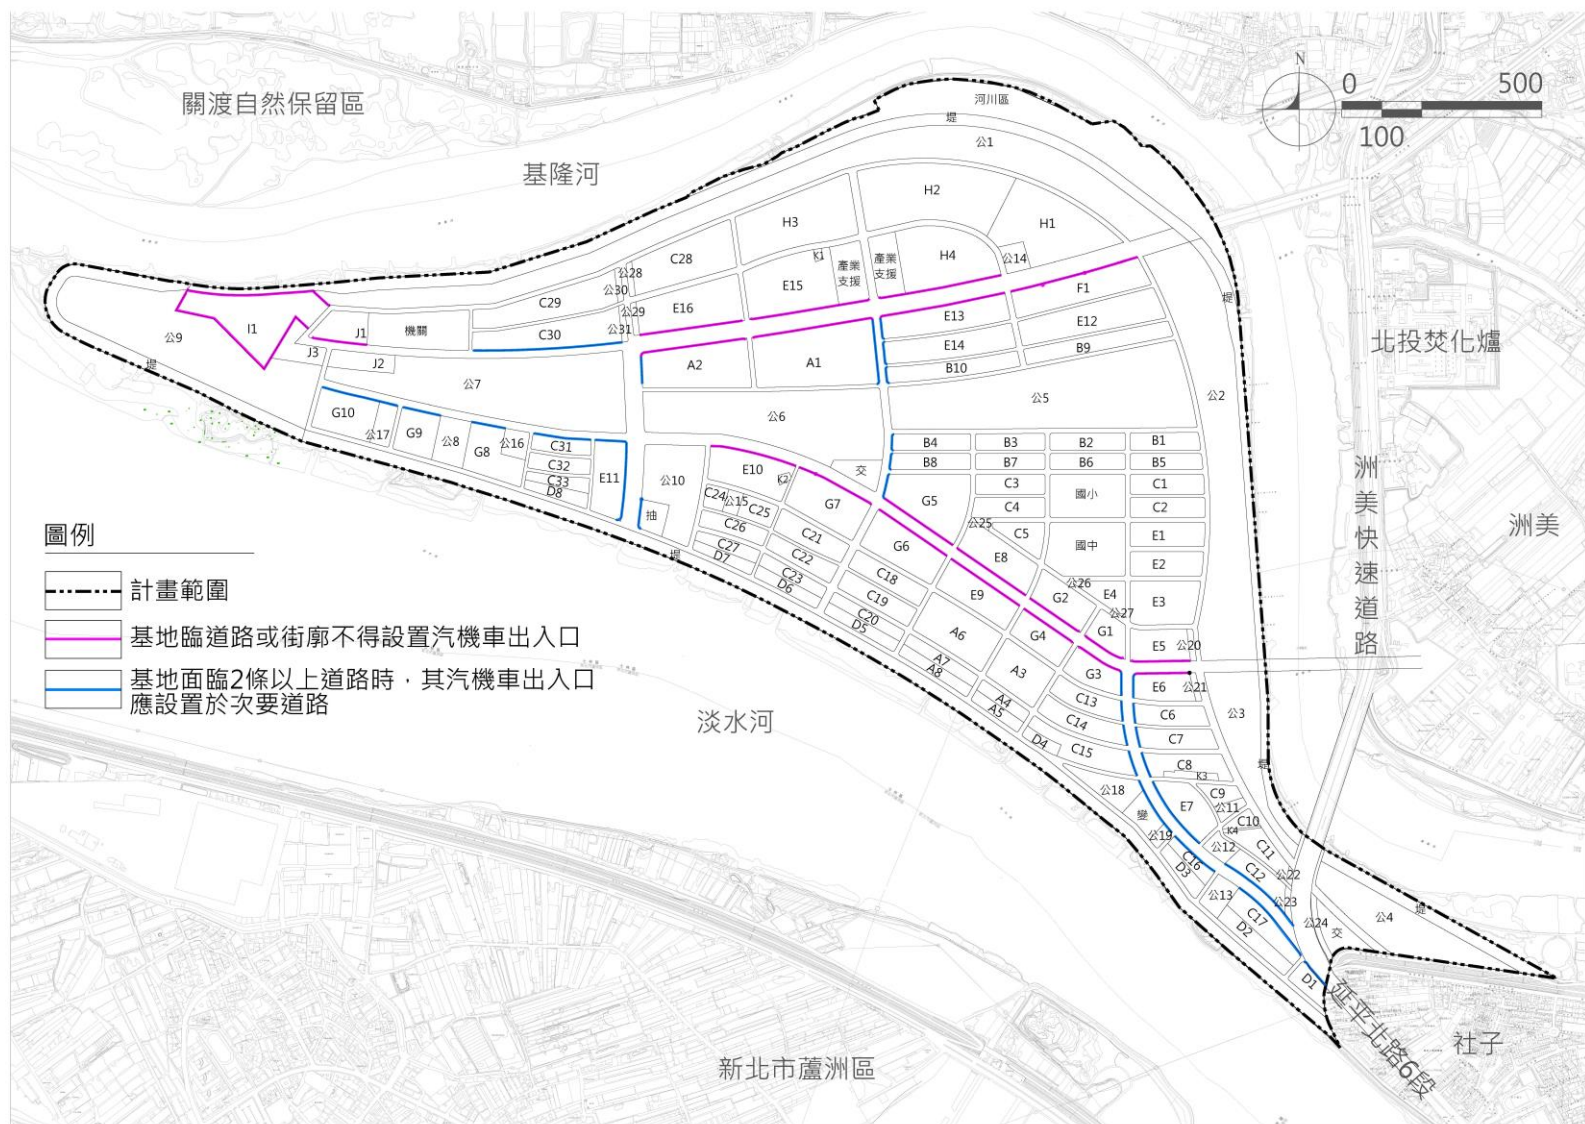 關渡自然保留區
基隆河
河川區
堤
公1
N
0
500
100
H2
H1
H3
H4
公14
K1
產業
支援
產業
支援
C28
公28
公30
C29
公29
公31
C30
E16
E15
F1
E13
E12
E14
B9
B10
A2
A1
I1
公9
J1
機關
J3
J2
公7
堤
公6
公5
公2
堤
北投焚化爐
G10
公17
G9
公8
G8
公16
C31
C32
C33
D8
E11
公10
抽
堤
E10
K2
交
G7
G5
C24
公15
C25
C26
C27
D7
C21
C22
C23
D6
G6
C18
C19
C20
D5
B4
B3
B2
B1
B8
B7
B6
B5
C3
C4
C5
國小
國中
C1
C2
E1
E2
E3
公25
E8
公26
E4
公27
G2
G1
E9
G4
G3
A6
A7
A8
A3
A4
A5
E5
公20
E6
公21
公3
C13
C14
C15
D4
C6
C7
C8
K3
C9
公11
C10
K4
C11
E7
公18
變
公19
公12
C12
公22
公23
C16
D3
公13
C17
D2
D1
公24
交
公4
堤
堤
洲美快速道路
洲美
圖例
計畫範圍
基地臨道路或街廓不得設置汽機車出入口
基地面臨2條以上道路時，其汽機車出入口
應設置於次要道路
淡水河
新北市蘆洲區
延平北路6段
社子